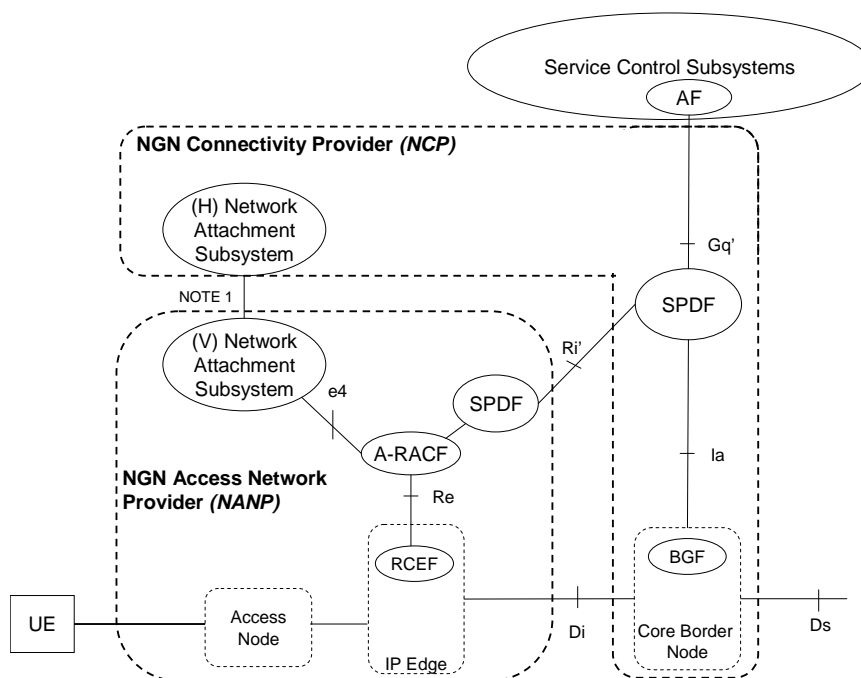 Service Control Subsystems
AF
NGN Connectivity Provider (NCP)
(H) Network
Attachment
Subsystem
Gq’
NOTE 1
SPDF
(V) Network
Attachment
Subsystem
Ri’
e4
SPDF
A-RACF
Ia
NGN Access Network
Provider (NANP)
Re
RCEF
BGF
UE
Access
Node
IP Edge
Di
Core Border
Node
Ds